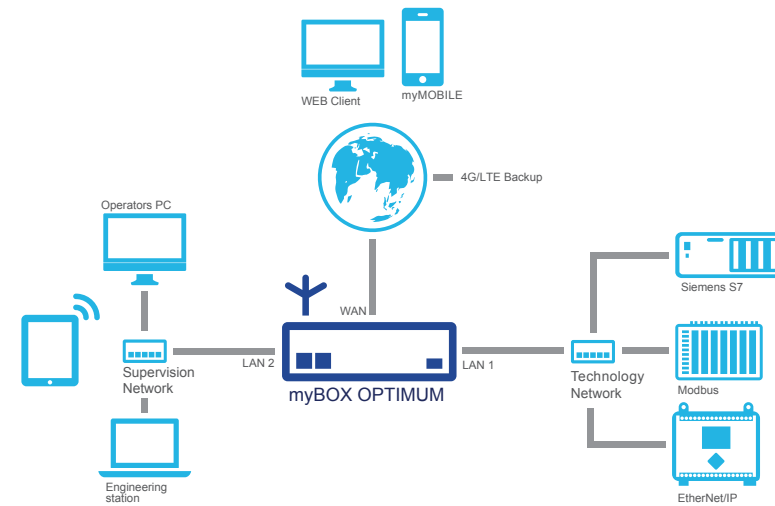 WEB Client
myMOBILE
4G/LTE Backup
Operators PC
WAN
Siemens S7
LAN 2
LAN 1
Supervision
Network
myBOX OPTIMUM
Technology
Network
Modbus
Engineering
station
EtherNet/IP